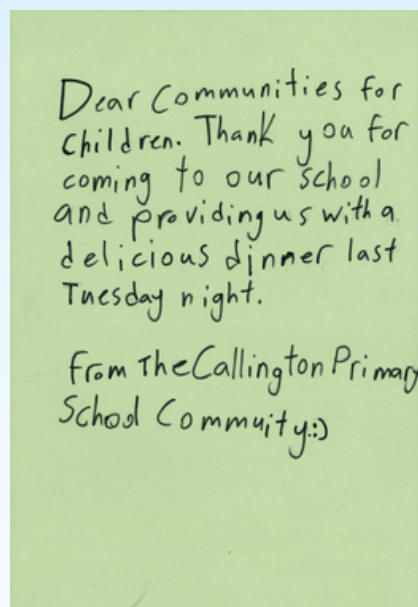 Dear Communities for
Children. Thank you for
coming to our school
and providing us with a
delicious dinner last
Tuesday night.
From The Callington Primary
School Commuity:)